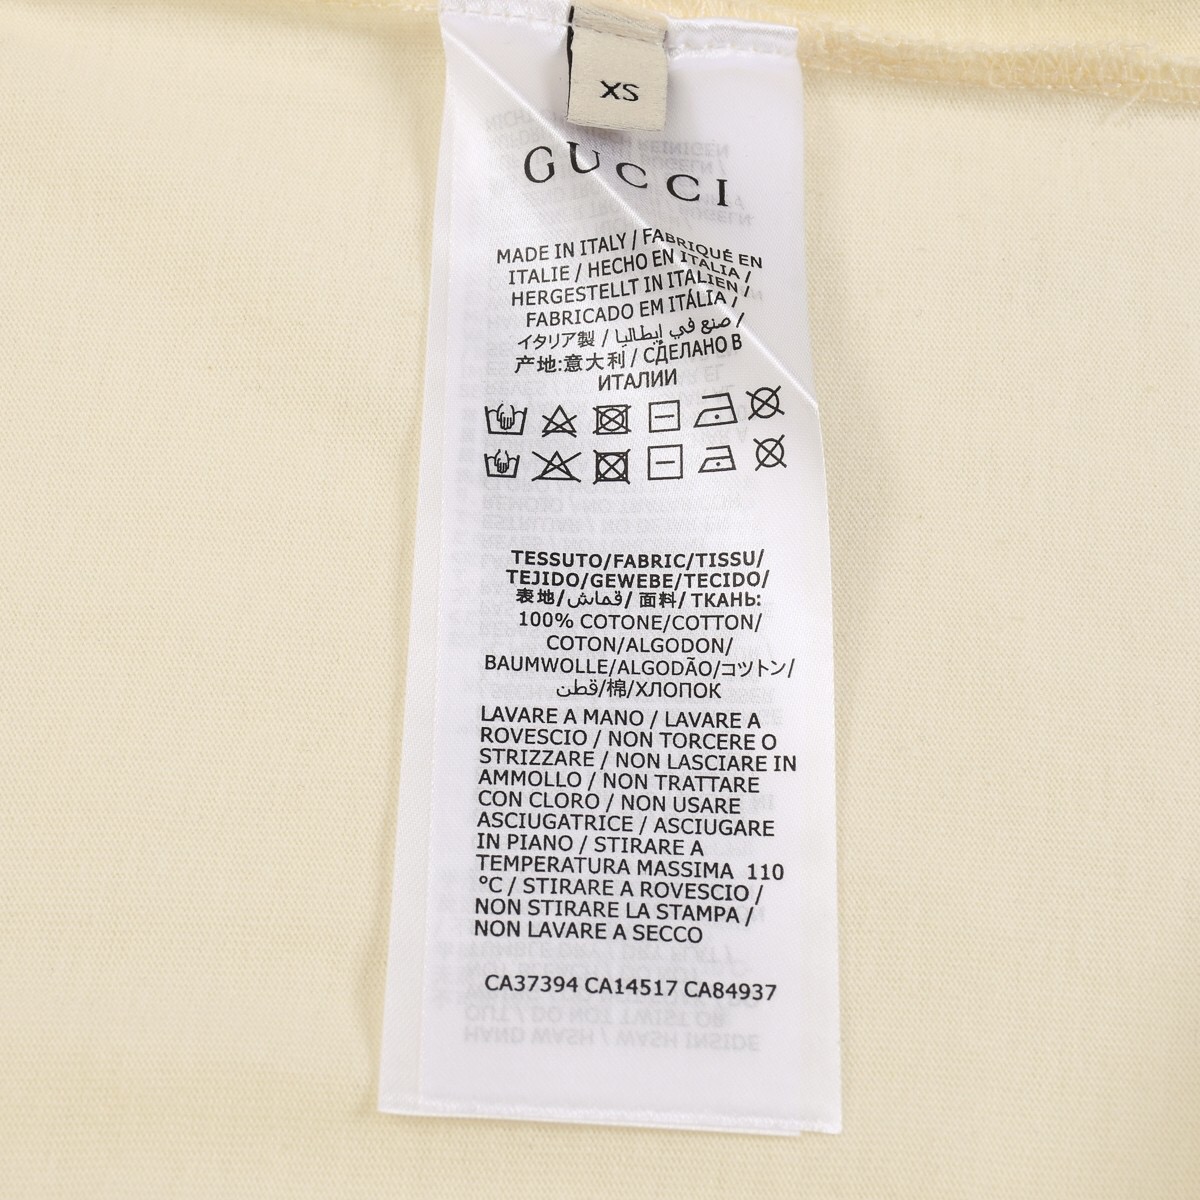 XS
GUCCI
MADE IN ITALY / FABRIQUÉ EN
ITALIE / HECHO EN ITALIA /
HERGESTELLT IN ITALIEN /
FABRICADO EM ITÁLIA /
イタリア製 / صنع في إيطاليا /
产地:意大利 / СДЕЛАНО В
ИТАЛИИ
TESSUTO/FABRIC/TISSU/
TEJIDO/GEWEBE/TECIDO/
表地/قماش/ 面料/ ТКАНЬ:
100% COTONE/COTTON/
COTON/ALGODON/
BAUMWOLLE/ALGODÃO/コットン/
قطن/棉/ХЛОПОК
LAVARE A MANO / LAVARE A
ROVESCIO / NON TORCERE O
STRIZZARE / NON LASCIARE IN
AMMOLLO / NON TRATTARE
CON CLORO / NON USARE
ASCIUGATRICE / ASCIUGARE
IN PIANO / STIRARE A
TEMPERATURA MASSIMA 110
°C / STIRARE A ROVESCIO /
NON STIRARE LA STAMPA /
NON LAVARE A SECCO
CA37394 CA14517 CA84937